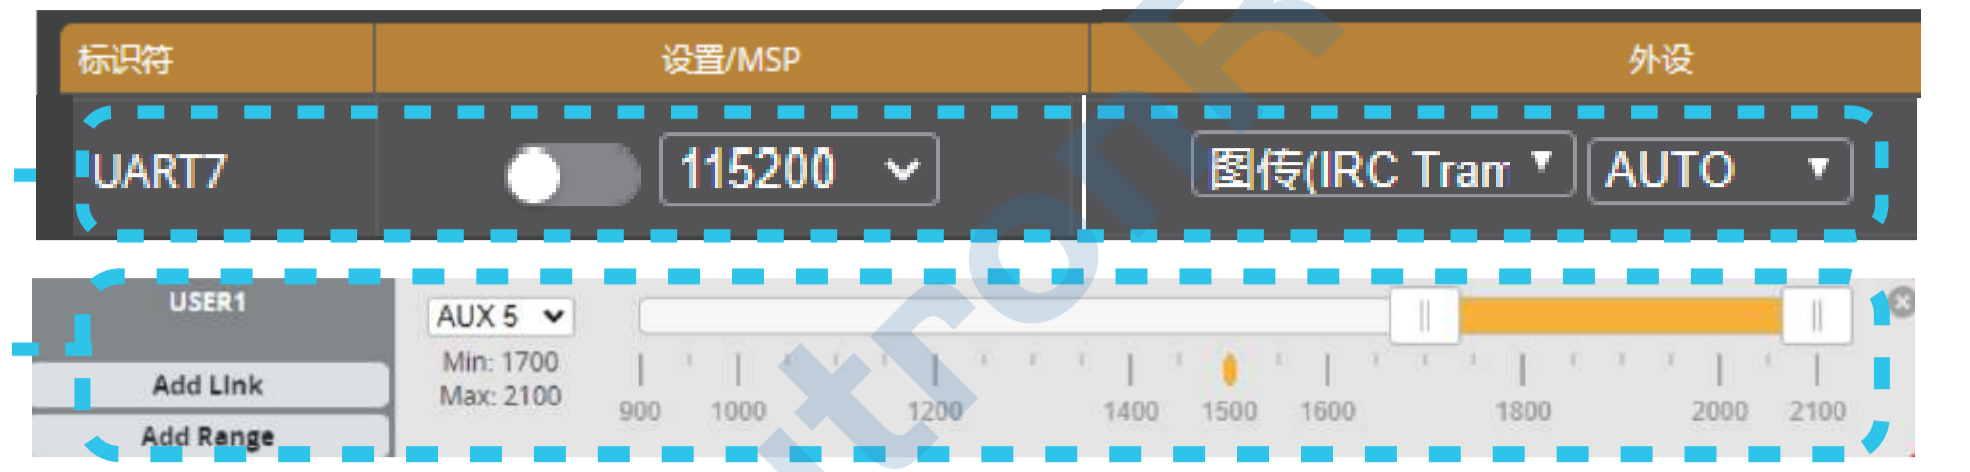 标识符 设置/MSP 外设
UART7 115200 图传(IRC Tram AUTO
USER1
AUX 5
Min: 1700
Max: 2100
Add Link
Add Range
900 1000 1200 1400 1500 1600 1800 2000 2100